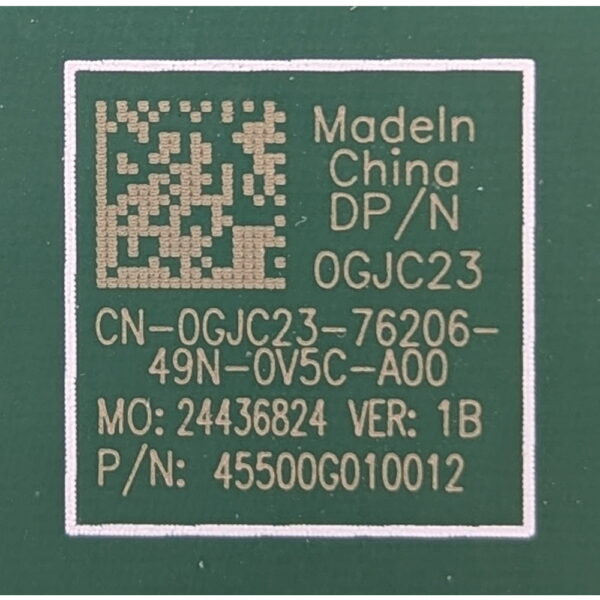 MadeIn
China
DP/N
0GJC23
CN-0GJC23-76206-
49N-0V5C-A00
MO: 24436824 VER: 1B
P/N: 45500G010012